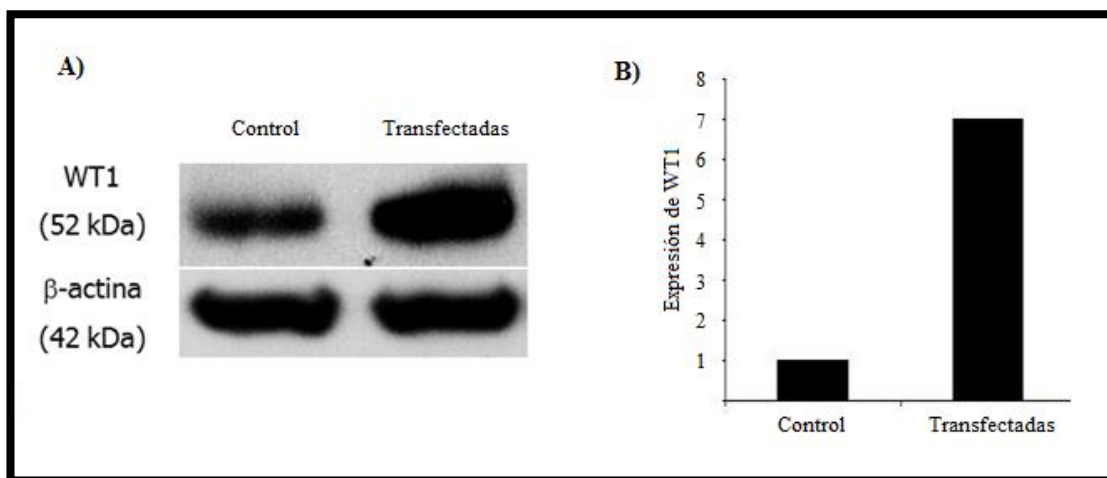 A)
Control Transfectadas
WT1
(52 kDa)
β-actina
(42 kDa)
B)
Expresión de WT1
8
7
6
5
4
3
2
1
Control Transfectadas